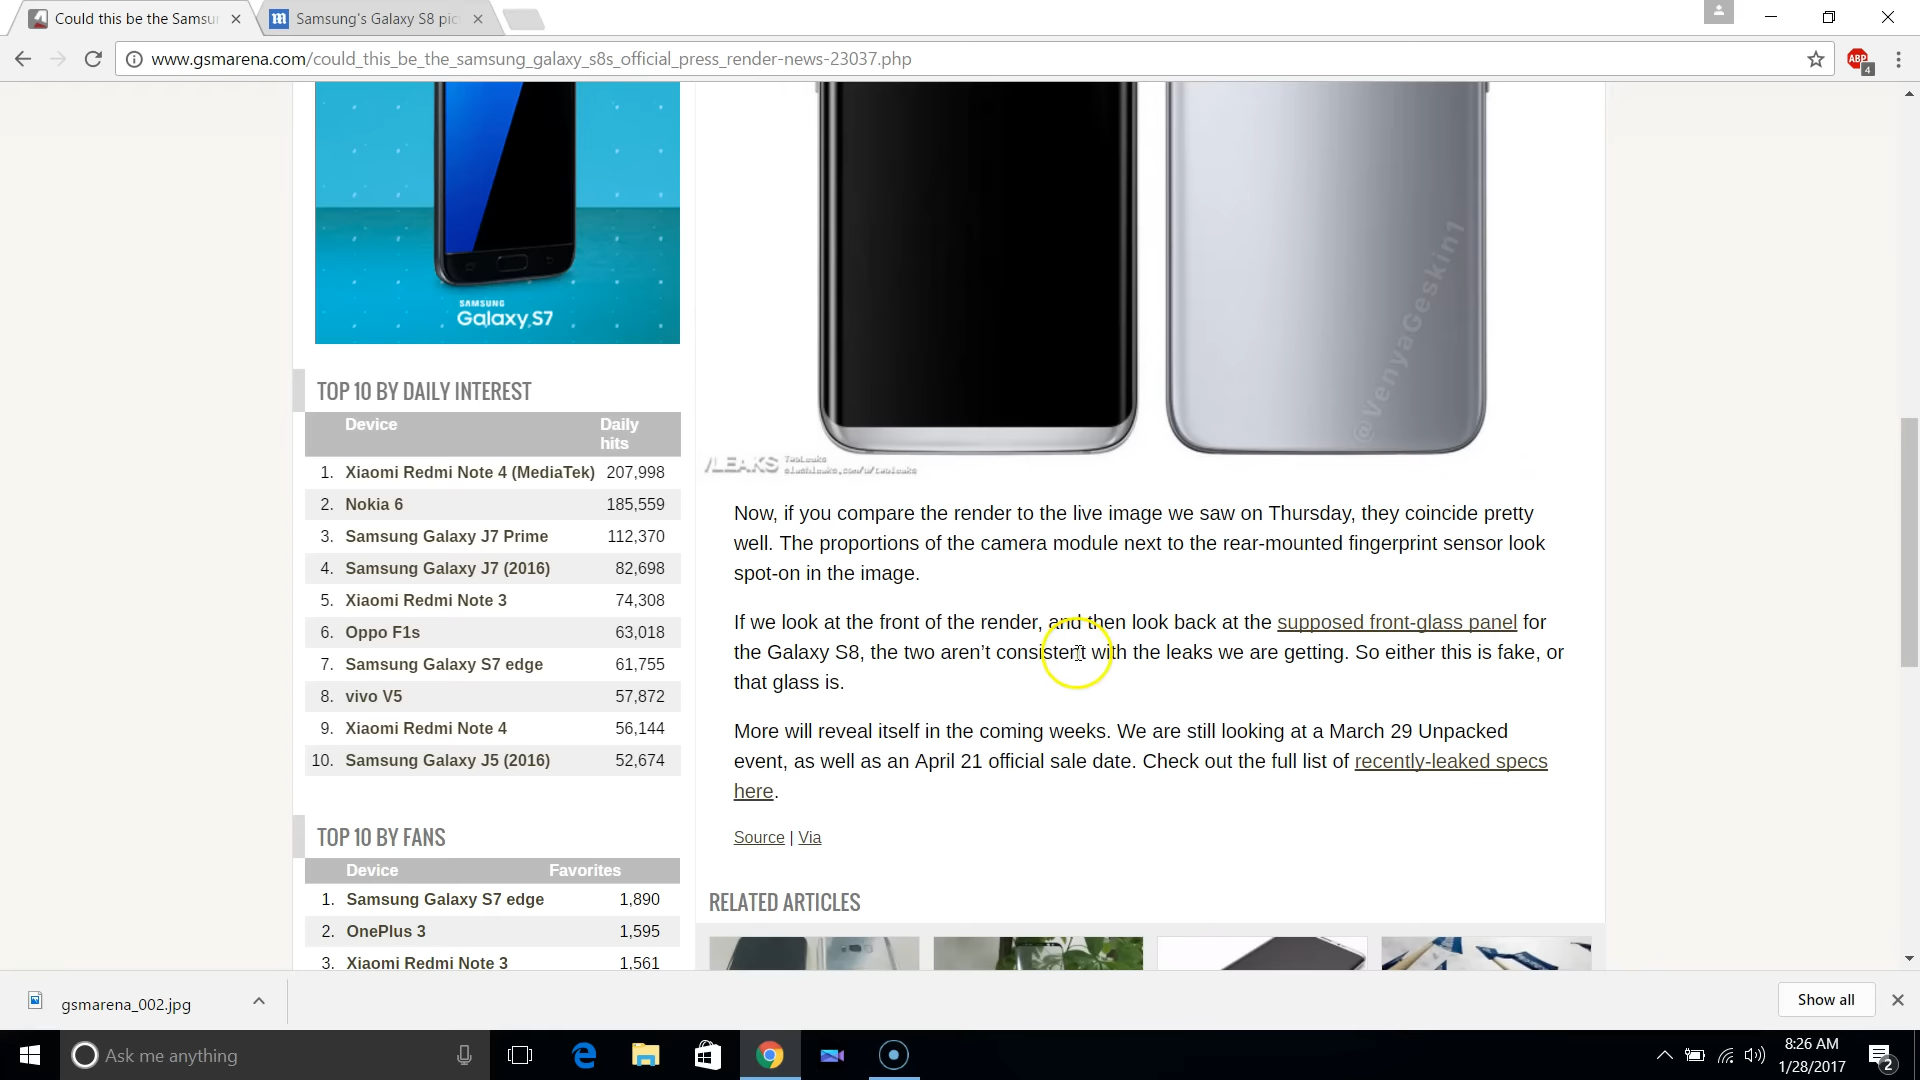 Could this be the Samsu
Samsung's Galaxy S8 pic
www.gsmarena.com/could_this_be_the_samsung_galaxy_s8s_official_press_render-news-23037.php
ABP
4
SAMSUNG
Galaxy S7
TOP 10 BY DAILY INTEREST
Device Daily
hits
1. Xiaomi Redmi Note 4 (MediaTek) 207,998
2. Nokia 6 185,559
3. Samsung Galaxy J7 Prime 112,370
4. Samsung Galaxy J7 (2016) 82,698
5. Xiaomi Redmi Note 3 74,308
6. Oppo F1s 63,018
7. Samsung Galaxy S7 edge 61,755
8. vivo V5 57,872
9. Xiaomi Redmi Note 4 56,144
10. Samsung Galaxy J5 (2016) 52,674
TOP 10 BY FANS
Device Favorites
1. Samsung Galaxy S7 edge 1,890
2. OnePlus 3 1,595
3. Xiaomi Redmi Note 3 1,561
@VenyaGeskin1
/LEAKS TwoLeaks
slashleaks.com/u/twoleaks
Now, if you compare the render to the live image we saw on Thursday, they coincide pretty
well. The proportions of the camera module next to the rear-mounted fingerprint sensor look
spot-on in the image.
If we look at the front of the render, and then look back at the supposed front-glass panel for
the Galaxy S8, the two aren't consistent with the leaks we are getting. So either this is fake, or
that glass is.
More will reveal itself in the coming weeks. We are still looking at a March 29 Unpacked
event, as well as an April 21 official sale date. Check out the full list of recently-leaked specs
here.
Source | Via
RELATED ARTICLES
gsmarena_002.jpg
Show all
Ask me anything
8:26 AM
1/28/2017
2